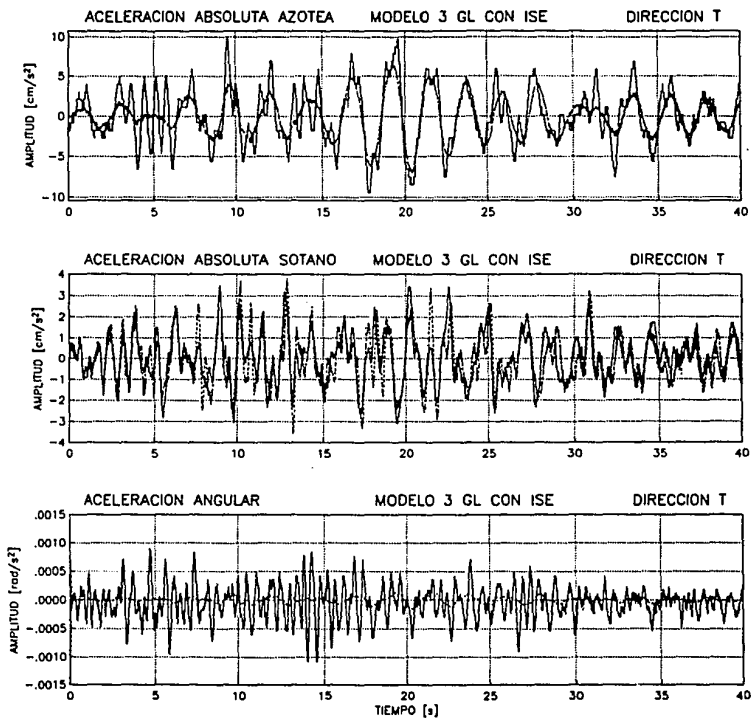 ACELERACION ABSOLUTA AZOTEA MODELO 3 GL CON ISE DIRECCION T
AMPLITUD [cm/s²]
10
5
0
−5
−10
0 5 10 15 20 25 30 35 40
ACELERACION ABSOLUTA SOTANO MODELO 3 GL CON ISE DIRECCION T
AMPLITUD [cm/s²]
4
3
2
1
0
−1
−2
−3
−4
0 5 10 15 20 25 30 35 40
ACELERACION ANGULAR MODELO 3 GL CON ISE DIRECCION T
AMPLITUD [rad/s²]
.0015
.0010
.0005
.0000
−.0005
−.0010
−.0015
0 5 10 15 20 25 30 35 40
TIEMPO [s]